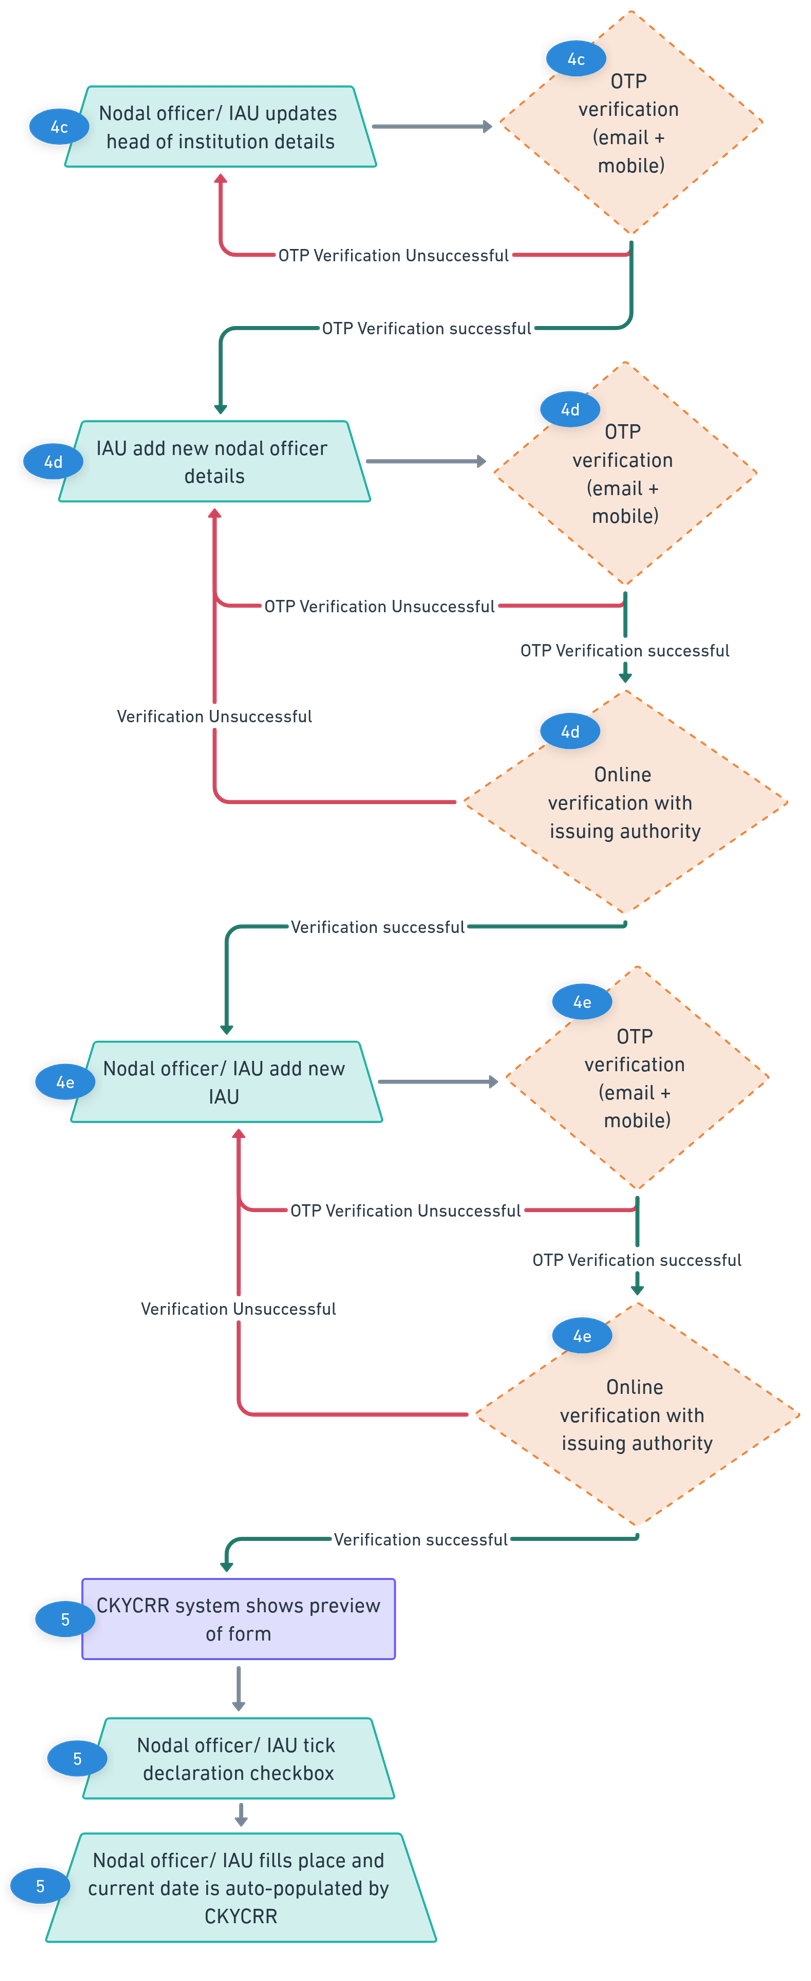 4c
Nodal officer/ IAU updates
head of institution details
4c
OTP
verification
(email +
mobile)
OTP Verification Unsuccessful
OTP Verification successful
4d
IAU add new nodal officer
details
4d
OTP
verification
(email +
mobile)
OTP Verification Unsuccessful
OTP Verification successful
Verification Unsuccessful
4d
Online
verification with
issuing authority
Verification successful
4e
Nodal officer/ IAU add new
IAU
4e
OTP
verification
(email +
mobile)
OTP Verification Unsuccessful
OTP Verification successful
Verification Unsuccessful
4e
Online
verification with
issuing authority
Verification successful
5
CKYCRR system shows preview
of form
5
Nodal officer/ IAU tick
declaration checkbox
5
Nodal officer/ IAU fills place and
current date is auto-populated by
CKYCRR